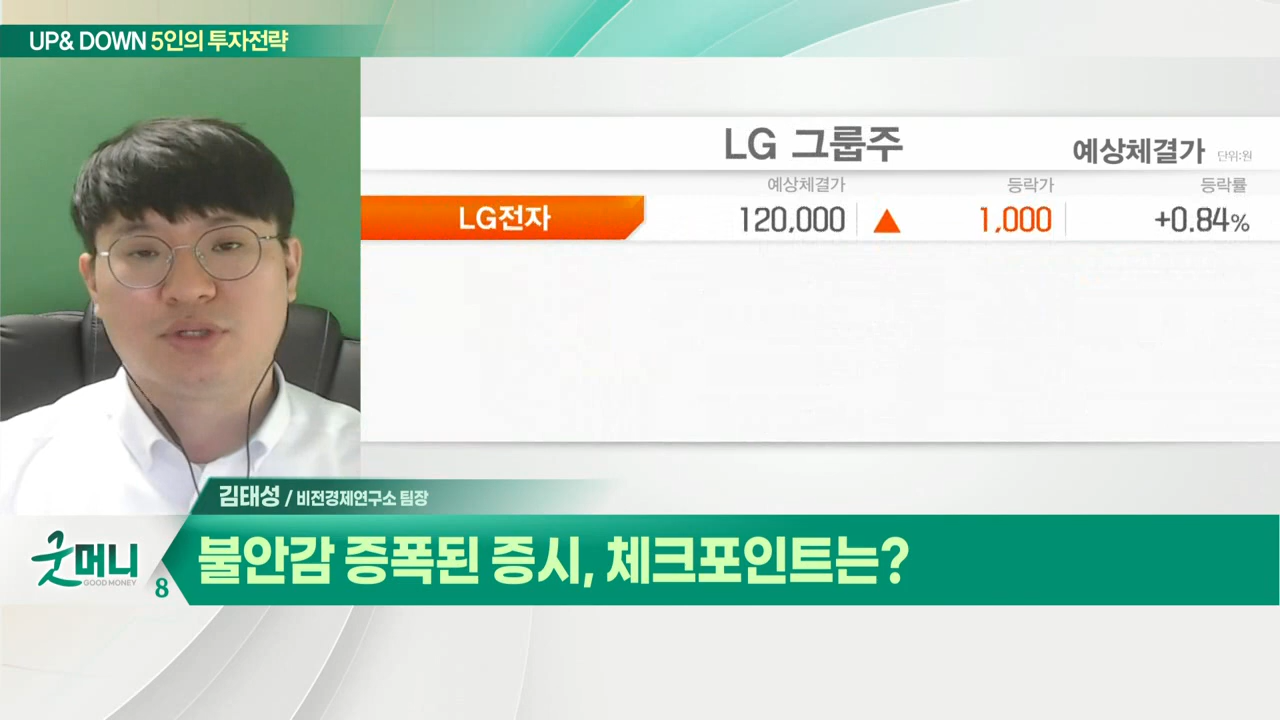 UP& DOWN 5인의 투자전략
LG 그룹주
예상체결가 단위:원
예상체결가 등락가 등락률
LG전자 120,000 ▲ 1,000 +0.84%
김태성 / 비전경제연구소 팀장
굿머니
GOOD MONEY
8
불안감 증폭된 증시, 체크포인트는?